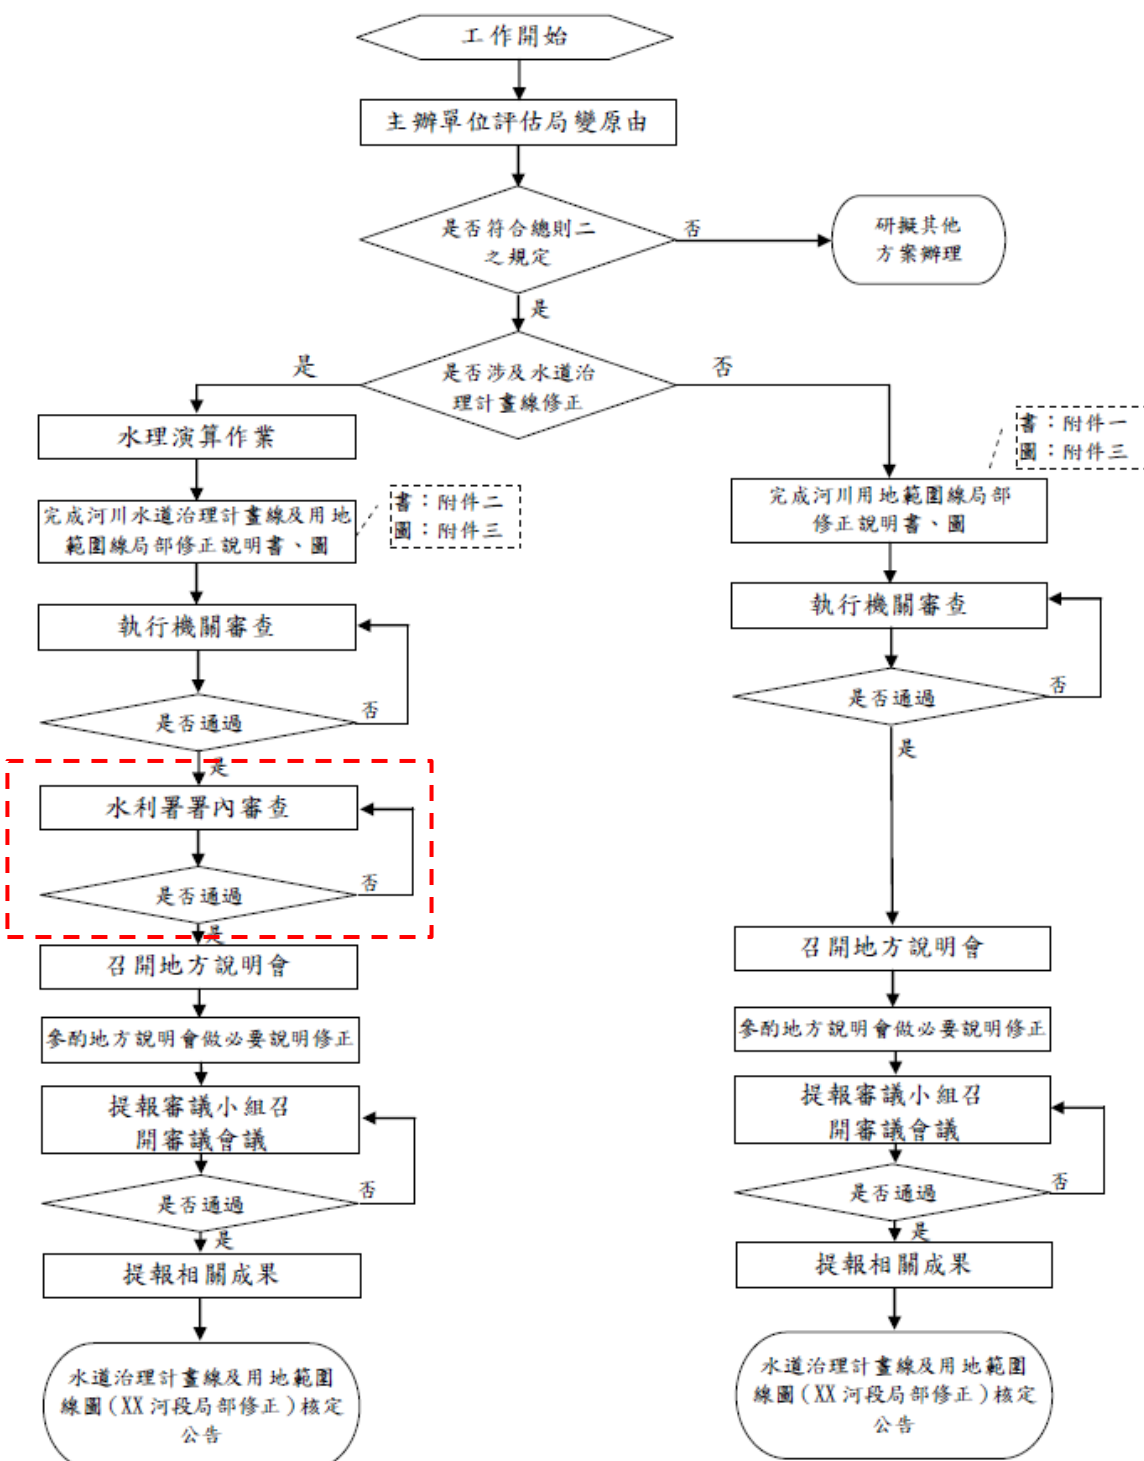 工作開始
主辦單位評估局變原由
是否符合總則二
之規定
否
研擬其他
方案辦理
是
是否涉及水道治
理計畫線修正
是
否
水理演算作業
完成河川水道治理計畫線及用地
範圍線局部修正說明書、圖
書：附件二
圖：附件三
執行機關審查
是否通過
否
是
水利署署內審查
是否通過
否
是
召開地方說明會
參酌地方說明會做必要說明修正
提報審議小組召
開審議會議
是否通過
否
是
提報相關成果
水道治理計畫線及用地範圍
線圖(XX 河段局部修正)核定
公告
書：附件一
圖：附件三
完成河川用地範圍線局部
修正說明書、圖
執行機關審查
是否通過
否
是
召開地方說明會
參酌地方說明會做必要說明修正
提報審議小組召
開審議會議
是否通過
否
是
提報相關成果
水道治理計畫線及用地範圍
線圖(XX 河段局部修正)核定
公告